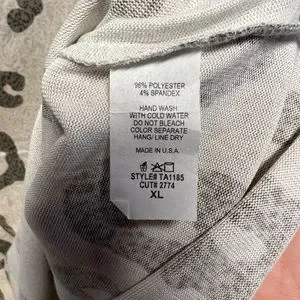 96% POLYESTER
4% SPANDEX
HAND WASH
WITH COLD WATER
DO NOT BLEACH
COLOR SEPARATE
HANG/ LINE DRY
MADE IN U.S.A.
STYLE# TA1185
CUT# 2774
XL